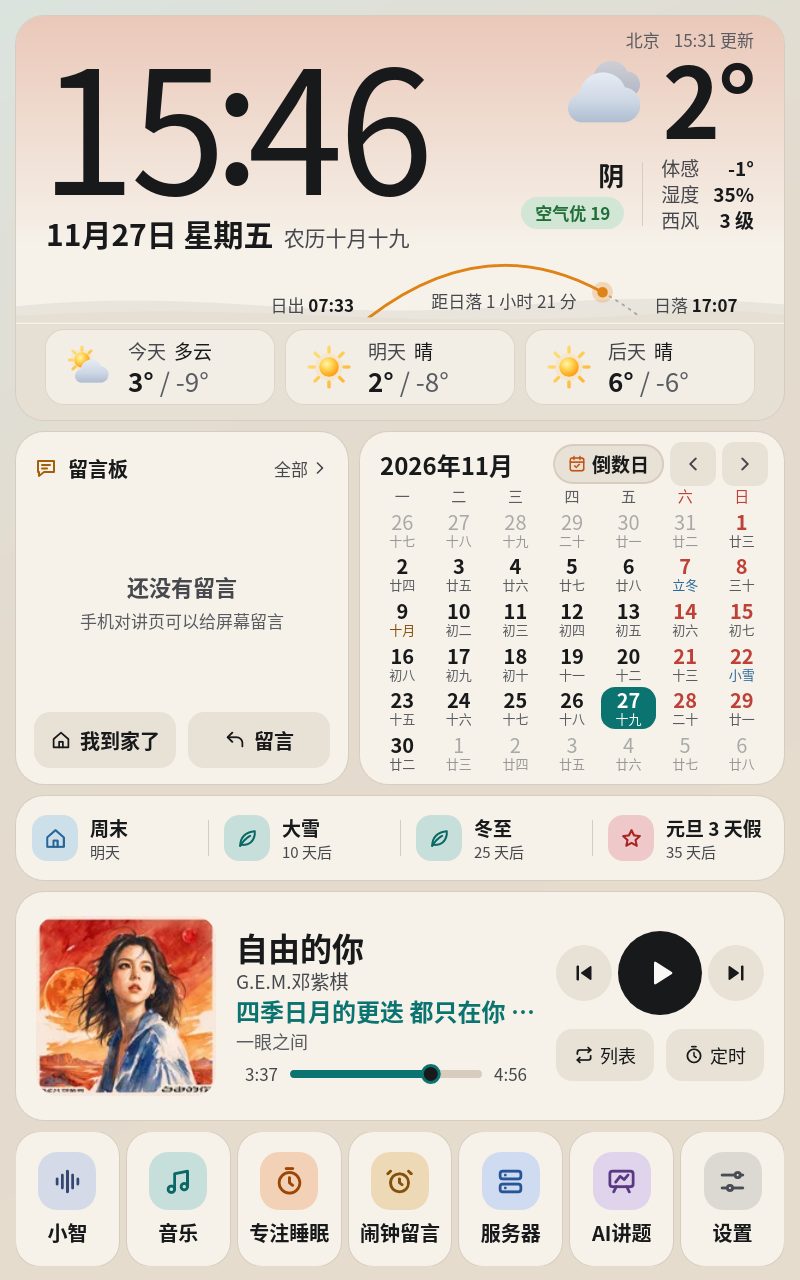 北京 15:31 更新
15:46
2°
阴
空气优 19
体感 -1°
湿度 35%
西风 3 级
11月27日 星期五 农历十月十九
日出 07:33
距日落 1 小时 21 分
日落 17:07
今天 多云
3° / -9°
明天 晴
2° / -8°
后天 晴
6° / -6°
留言板
全部
还没有留言
手机对讲页可以给屏幕留言
我到家了
留言
2026年11月
倒数日
一 二 三 四 五 六 日
26 27 28 29 30 31 1
十七 十八 十九 二十 廿一 廿二 廿三
2 3 4 5 6 7 8
廿四 廿五 廿六 廿七 廿八 立冬 三十
9 10 11 12 13 14 15
十月 初二 初三 初四 初五 初六 初七
16 17 18 19 20 21 22
初八 初九 初十 十一 十二 十三 小雪
23 24 25 26 27 28 29
十五 十六 十七 十八 十九 二十 廿一
30 1 2 3 4 5 6
廿二 廿三 廿四 廿五 廿六 廿七 廿八
周末
明天
大雪
10 天后
冬至
25 天后
元旦 3 天假
35 天后
自由的你
G.E.M.邓紫棋
四季日月的更迭 都只在你 …
一眼之间
3:37
4:56
列表
定时
小智
音乐
专注睡眠
闹钟留言
服务器
AI讲题
设置